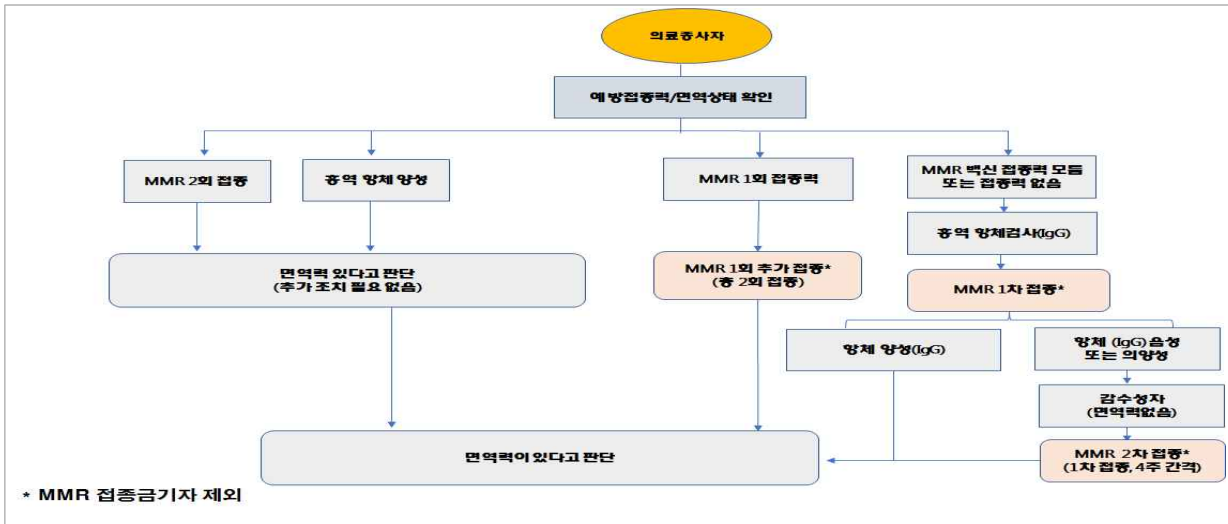 의료종사자
예방접종력/면역상태 확인
MMR 2회 접종
홍역 항체 양성
MMR 1회 접종력
MMR 백신 접종력 모름
또는 접종력 없음
홍역 항체검사(IgG)
면역력 있다고 판단
(추가 조치 필요 없음)
MMR 1회 추가 접종*
(총 2회 접종)
MMR 1차 접종*
항체 양성(IgG)
항체 (IgG) 음성
또는 의양성
감수성자
(면역력없음)
면역력이 있다고 판단
MMR 2차 접종*
(1차 접종, 4주 간격)
* MMR 접종금기자 제외